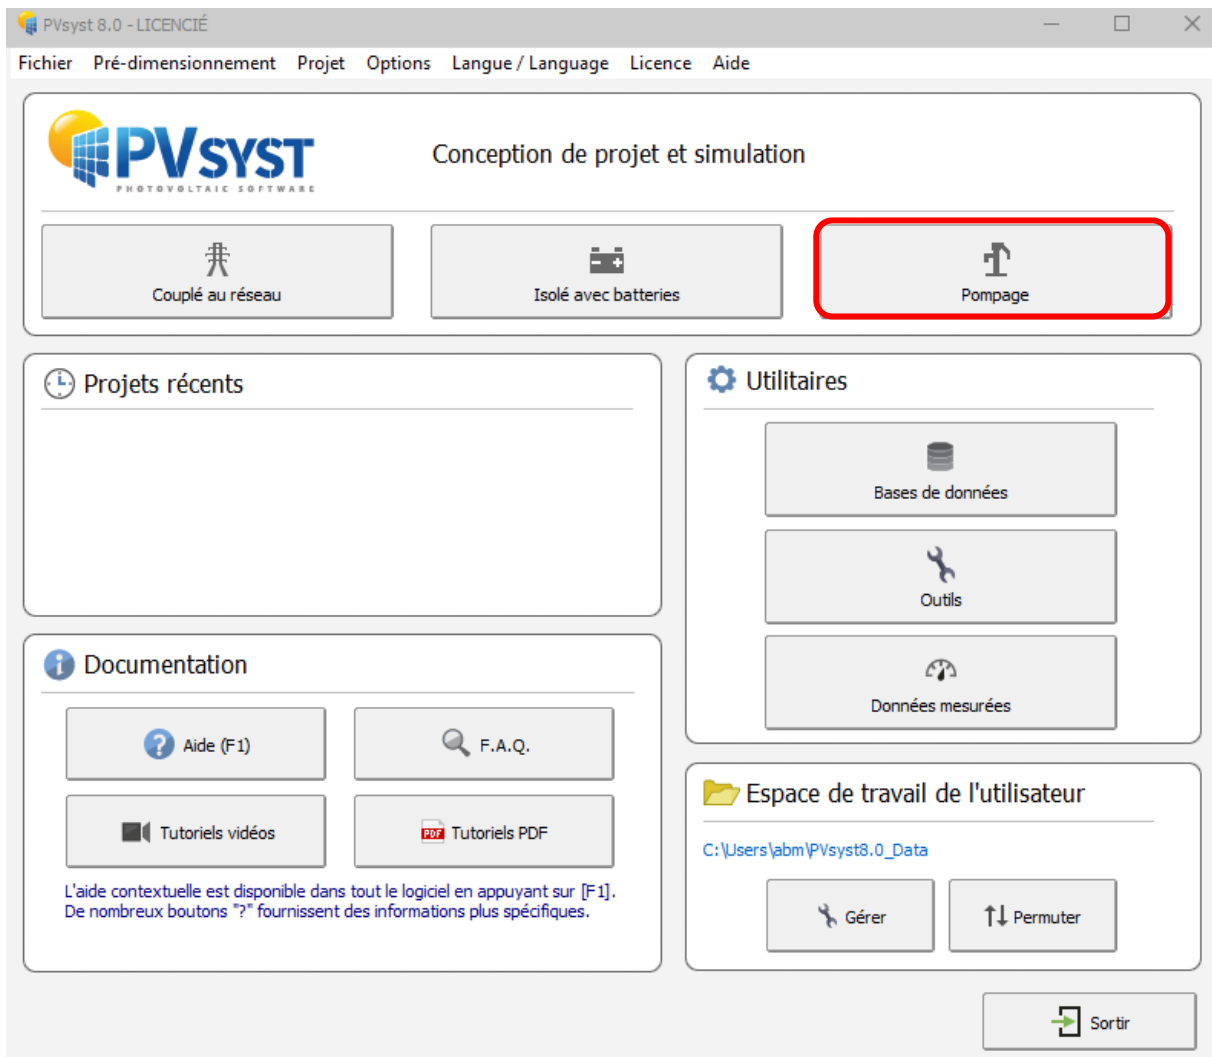 PVsyst 8.0 - LICENCIÉ
Fichier Pré-dimensionnement Projet Options Langue / Language Licence Aide
PVSYST
PHOTOVOLTAIC SOFTWARE
Conception de projet et simulation
Couplé au réseau
Isolé avec batteries
Pompage
Projets récents
Utilitaires
Bases de données
Outils
Données mesurées
Documentation
Aide (F1)
F.A.Q.
Tutoriels vidéos
PDF Tutoriels PDF
L'aide contextuelle est disponible dans tout le logiciel en appuyant sur [F1].
De nombreux boutons "?" fournissent des informations plus spécifiques.
Espace de travail de l'utilisateur
C:\Users\abm\PVsyst8.0_Data
Gérer
Permuter
Sortir